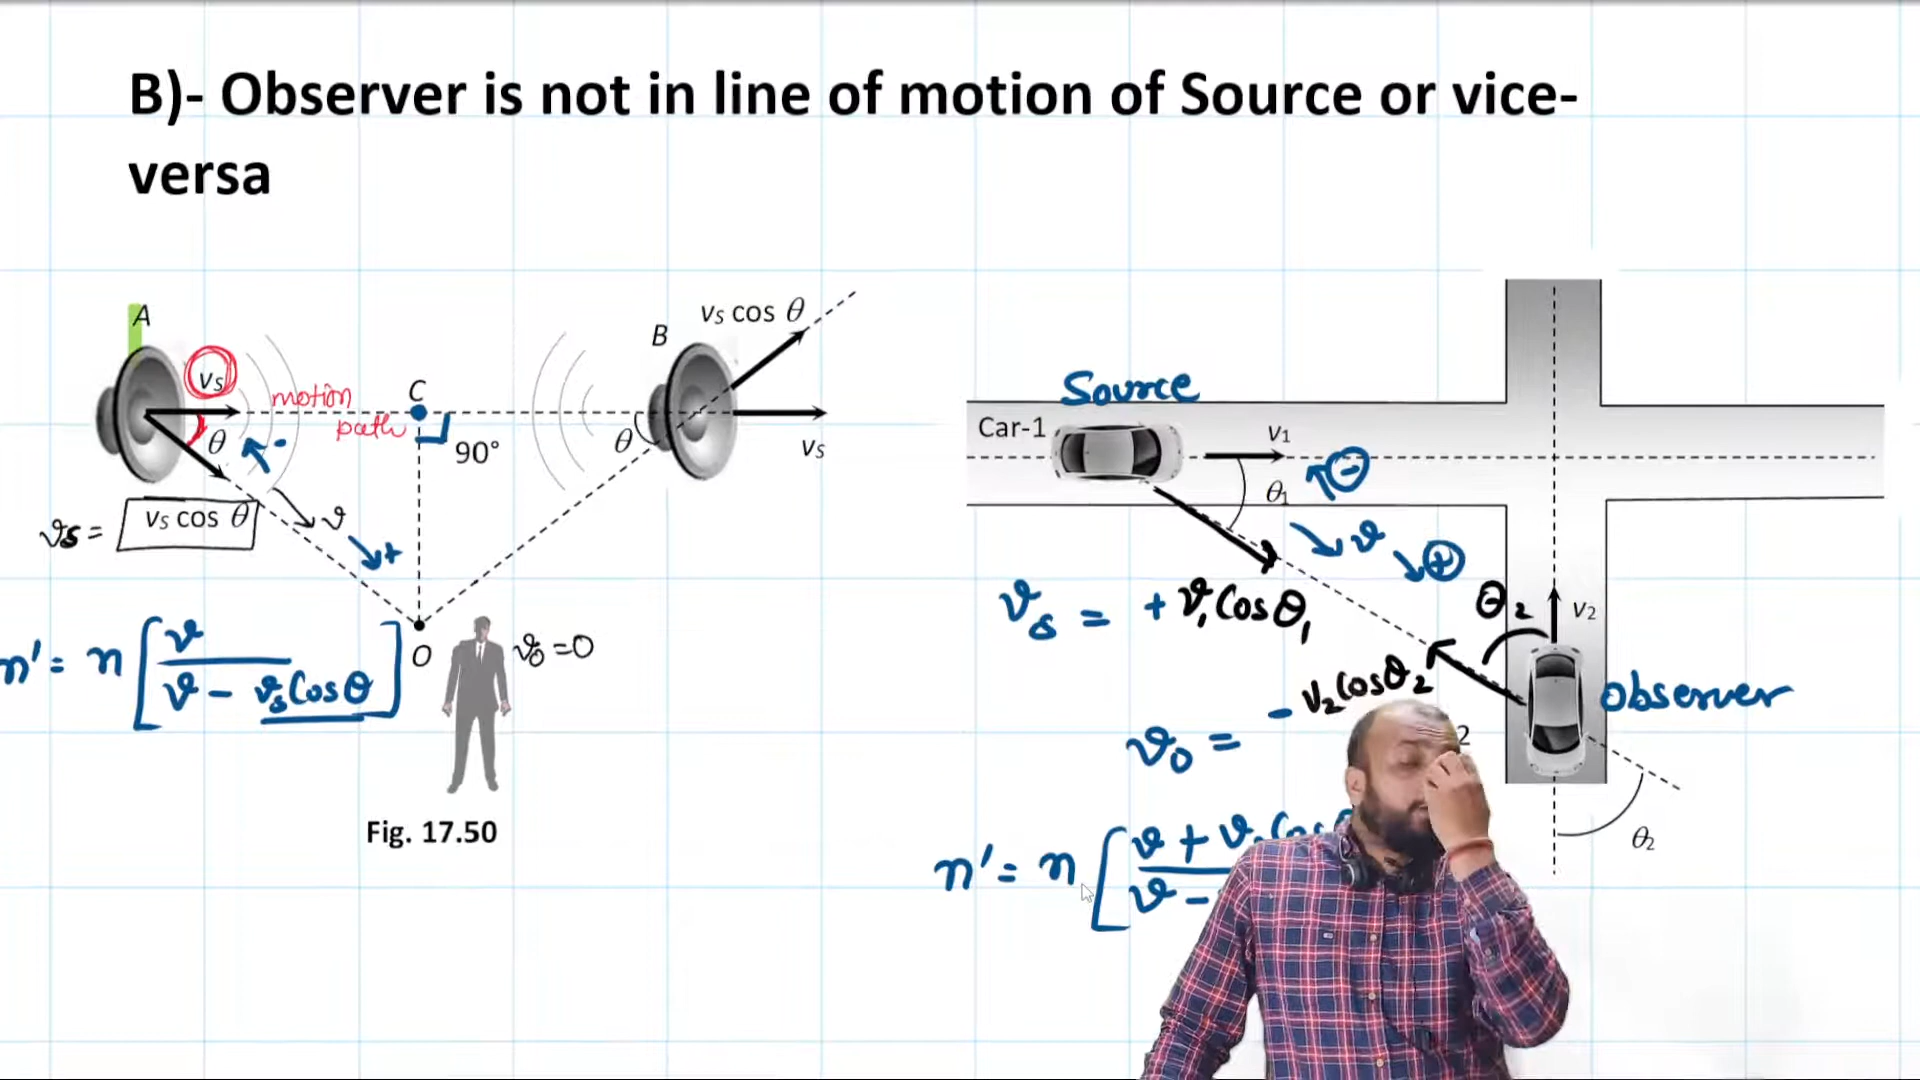 B)- Observer is not in line of motion of Source or vice-
versa
A
vs
motion
path
θ
C
90°
B
vs cos θ
θ
vs
vs =
vs cos θ
v
+
-
O
v0 = 0
n' = n [ v / v - vs Cos θ ]
Fig. 17.50
Source
Car-1
v1
θ1
-
v
+
vs = + v1 Cos θ1
θ2
v2
Observer
v0 = - v2 cos θ2
2
θ2
n' = n [ v + v
v -